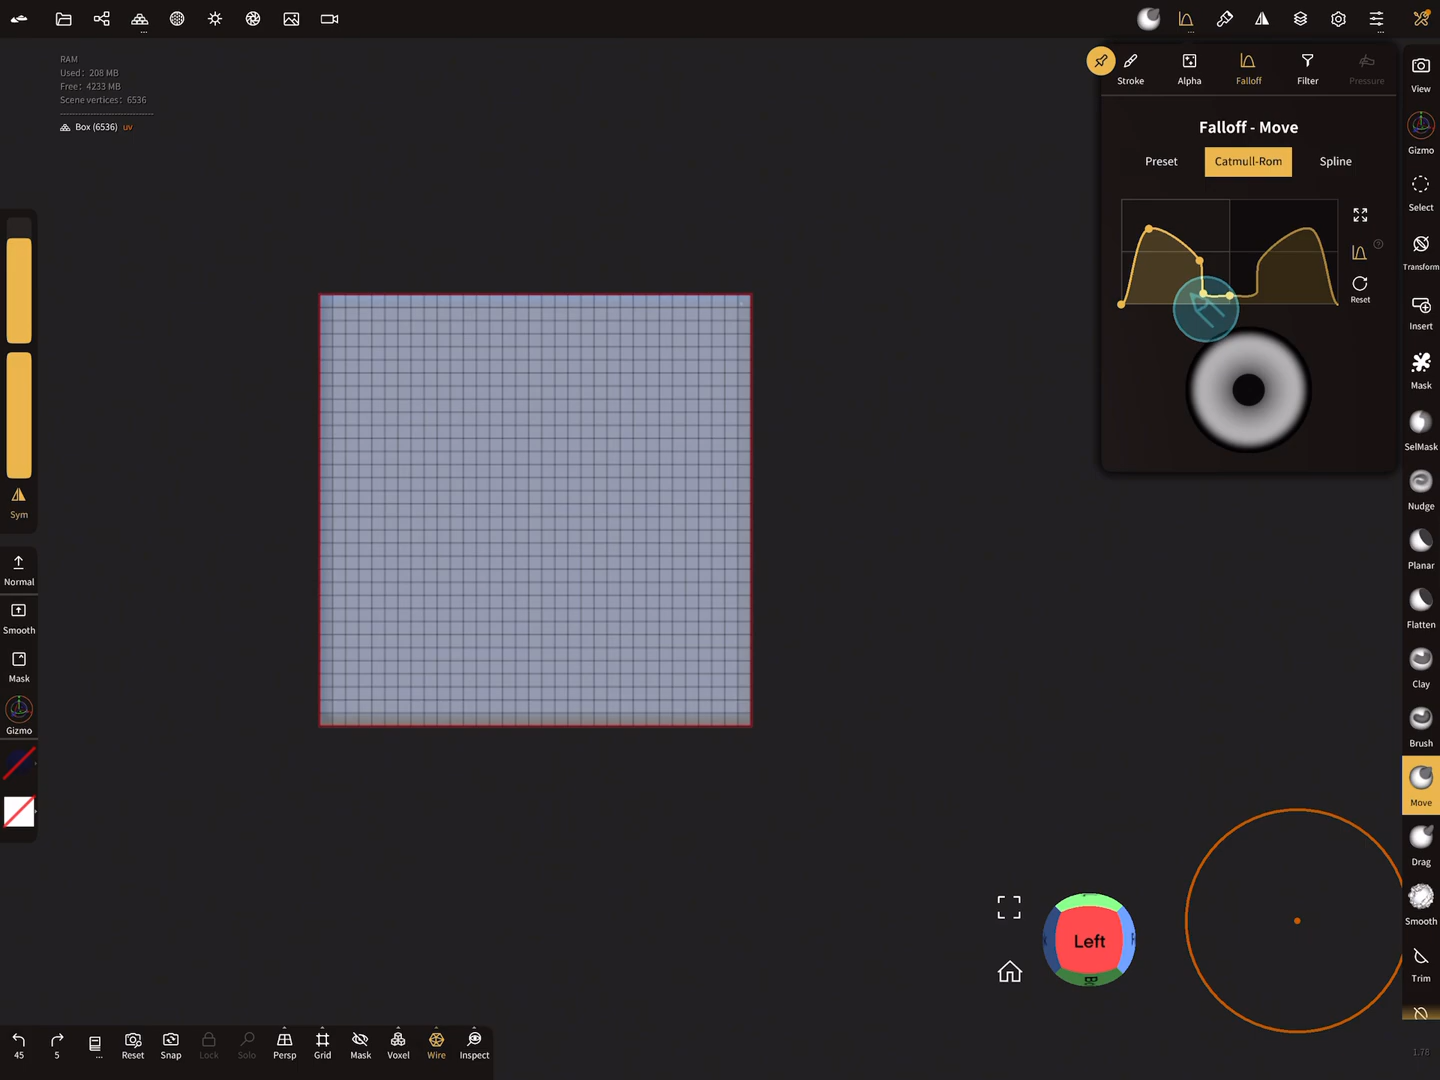 RAM
Used: 208 MB
Free: 4233 MB
Scene vertices: 6536
Box (6536) uv
Stroke
Alpha
Falloff
Filter
Pressure
Falloff - Move
Preset
Catmull-Rom
Spline
?
Reset
View
Gizmo
Select
Transform
Insert
Mask
SelMask
Nudge
Planar
Flatten
Clay
Brush
Move
Drag
Smooth
Trim
Sym
Normal
Smooth
Mask
Gizmo
Left
45
5
...
Reset
Snap
Lock
Solo
Persp
Grid
Mask
Voxel
Wire
Inspect
1.78